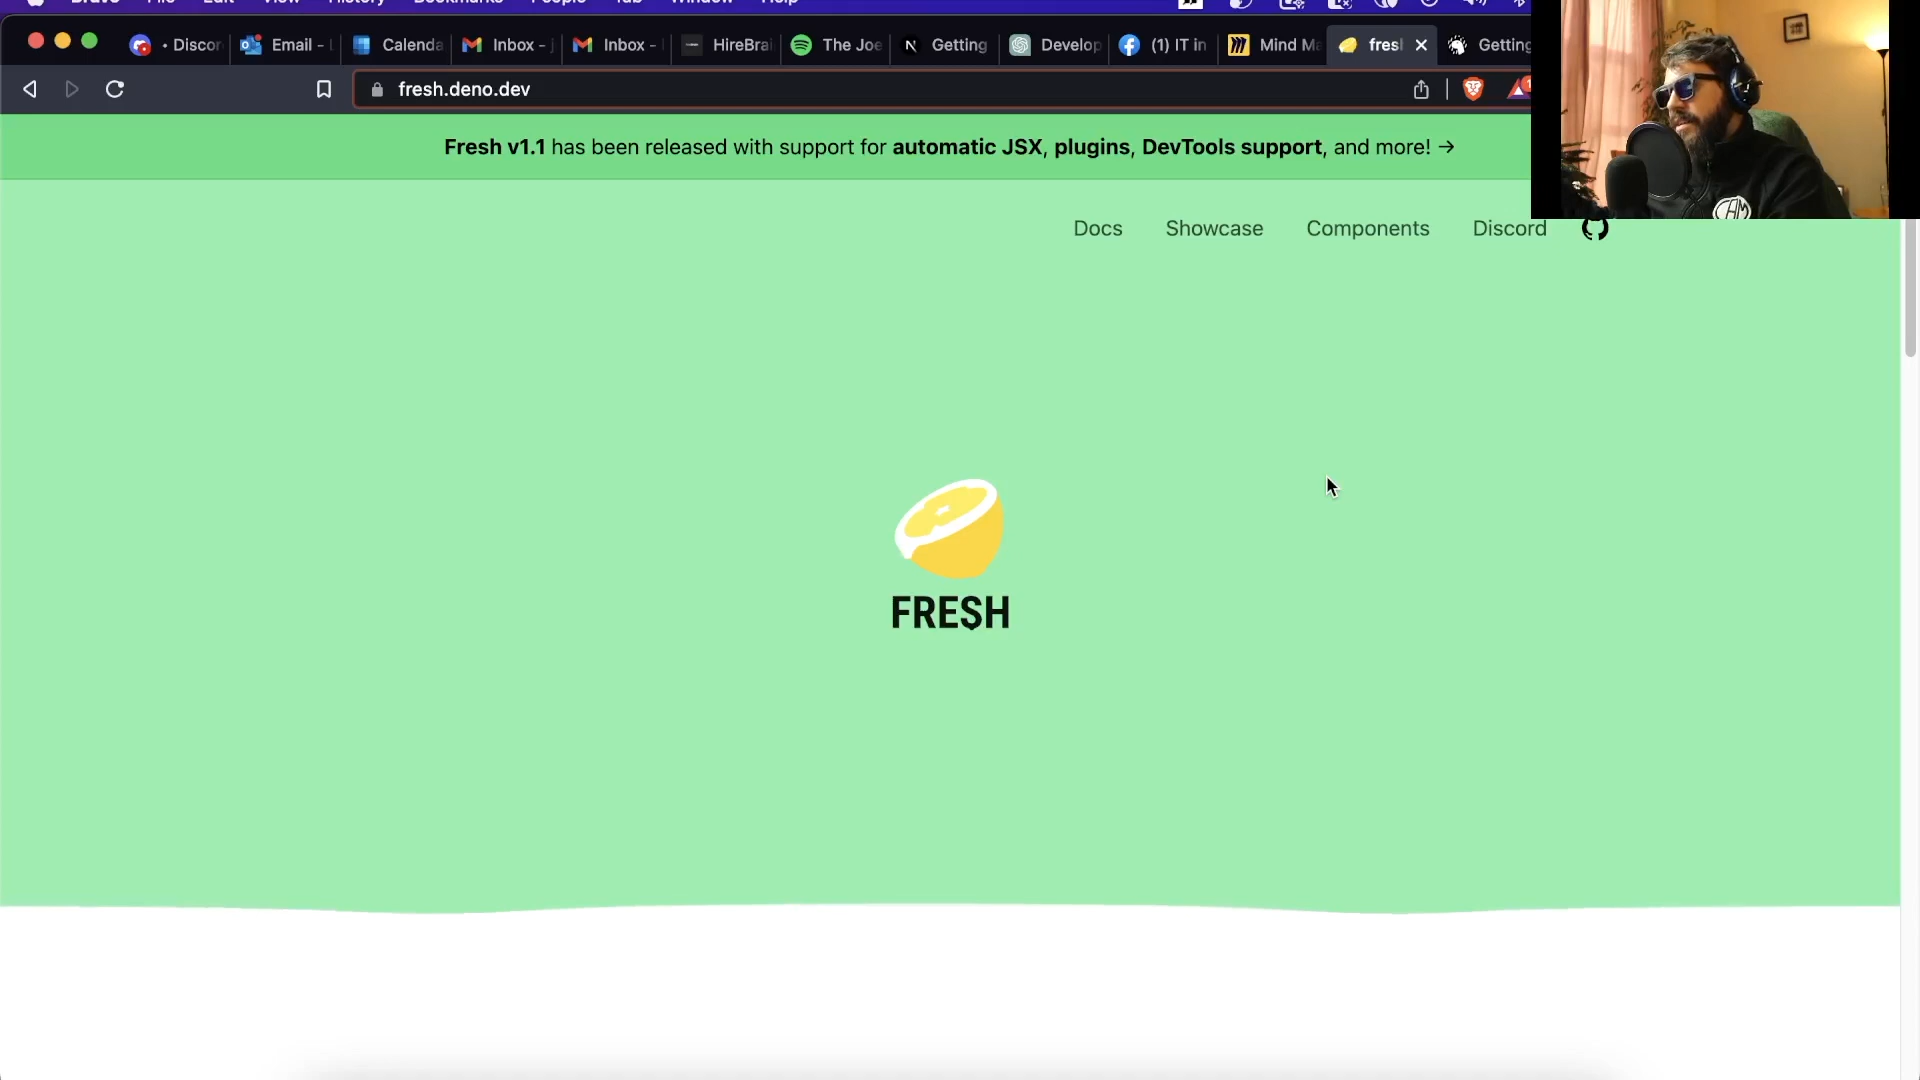 Discor
Email -
Calenda
Inbox - j
Inbox -
HireBrai
The Joe
Getting
Develop
(1) IT in
Mind Ma
fresl
Getting
fresh.deno.dev
Fresh v1.1 has been released with support for automatic JSX, plugins, DevTools support, and more! →
Docs
Showcase
Components
Discord
FRESH